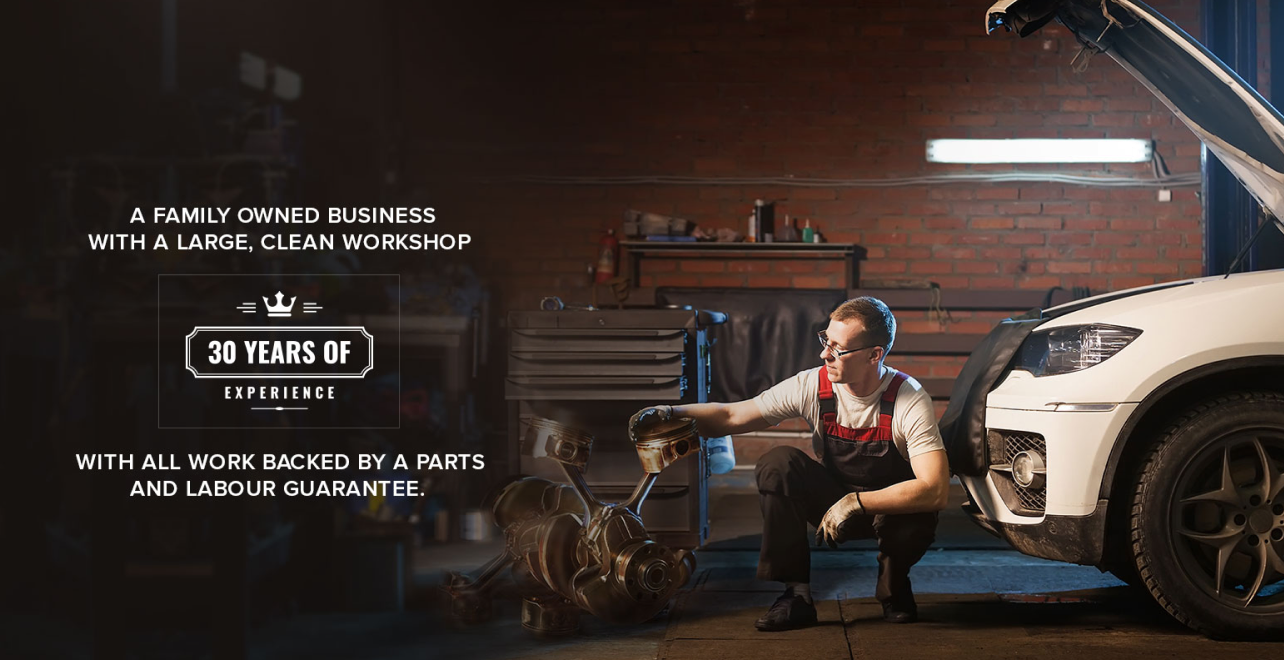 A FAMILY OWNED BUSINESS
WITH A LARGE, CLEAN WORKSHOP
30 YEARS OF
EXPERIENCE
WITH ALL WORK BACKED BY A PARTS
AND LABOUR GUARANTEE.